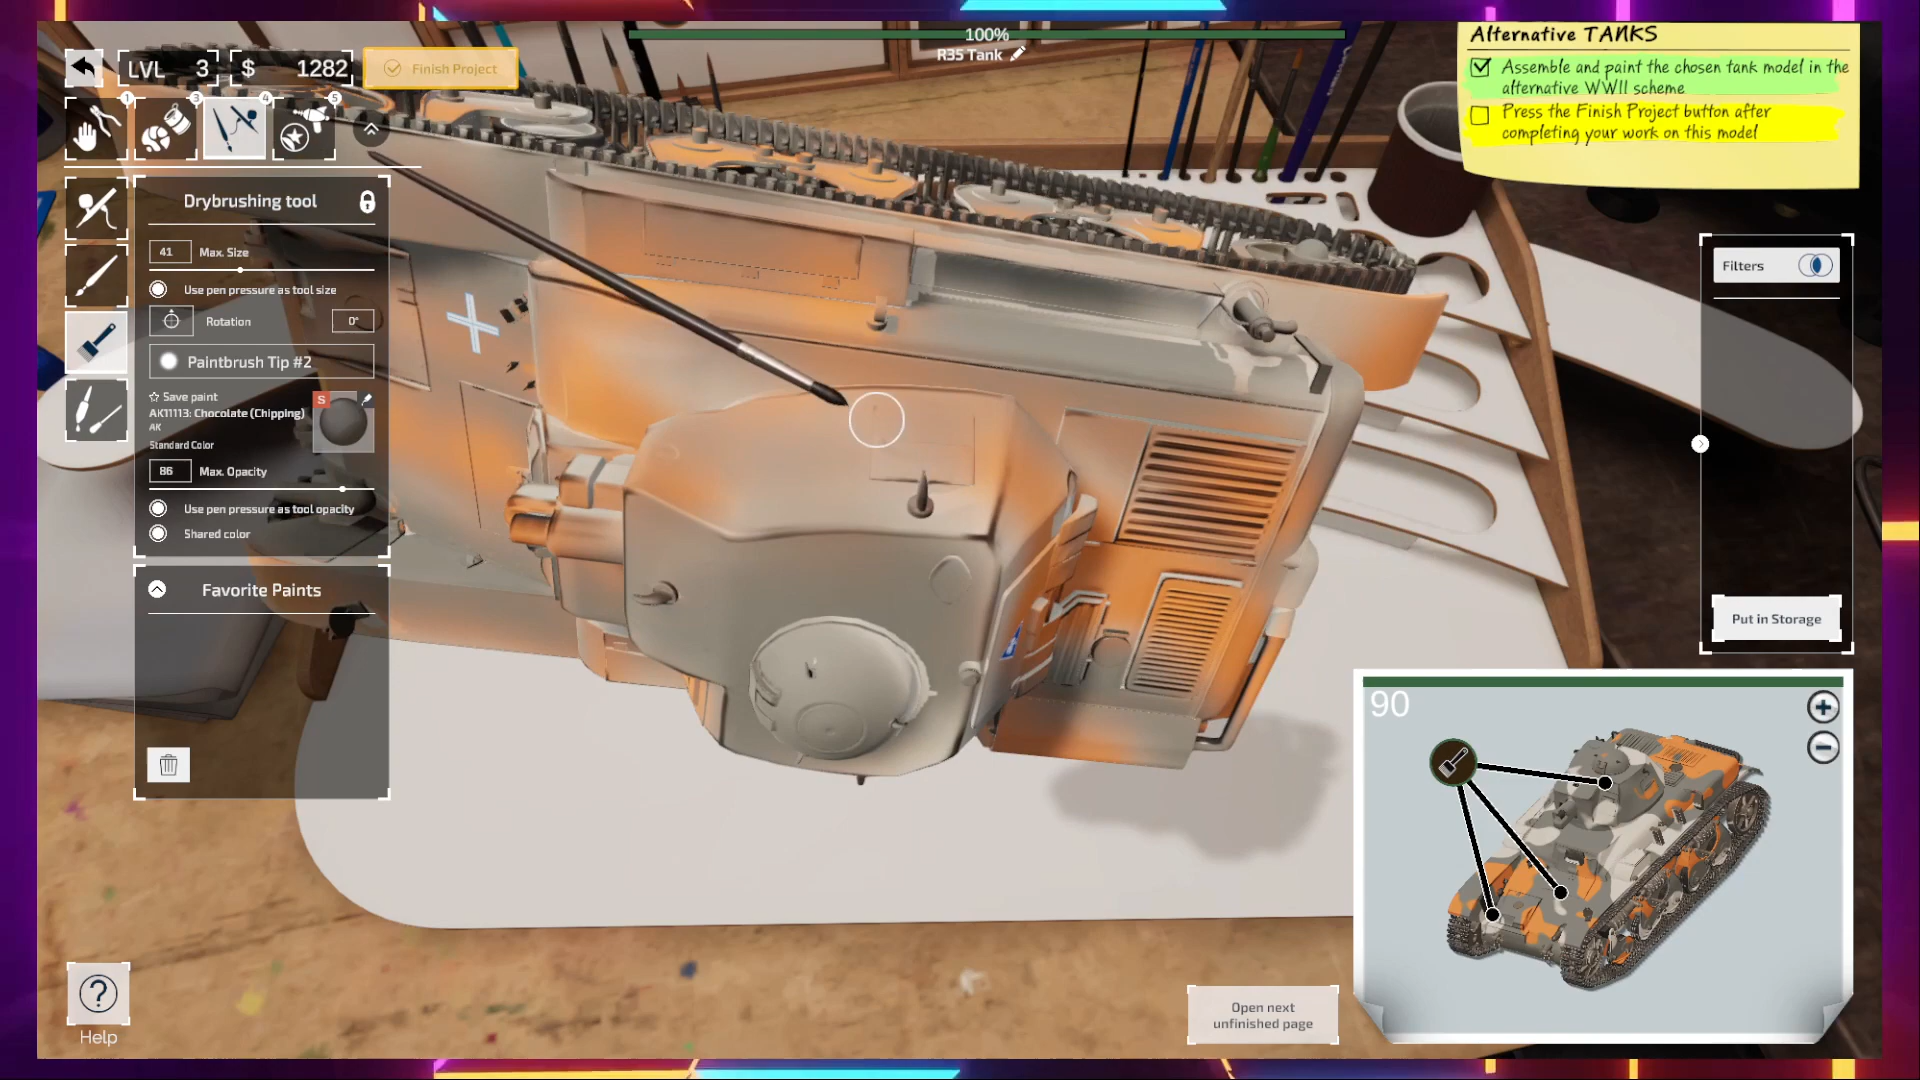 100%
R35 Tank
LVL 3 $ 1282 Finish Project
1 3 4 5
Alternative TANKS
Assemble and paint the chosen tank model in the
alternative WWII scheme
Press the Finish Project button after
completing your work on this model
Drybrushing tool
41 Max. Size
Use pen pressure as tool size
Rotation 0°
Paintbrush Tip #2
Save paint
AK11113: Chocolate (Chipping)
AK
S
Standard Color
86 Max. Opacity
Use pen pressure as tool opacity
Shared color
Favorite Paints
Filters
Put in Storage
90
Open next
unfinished page
?
Help